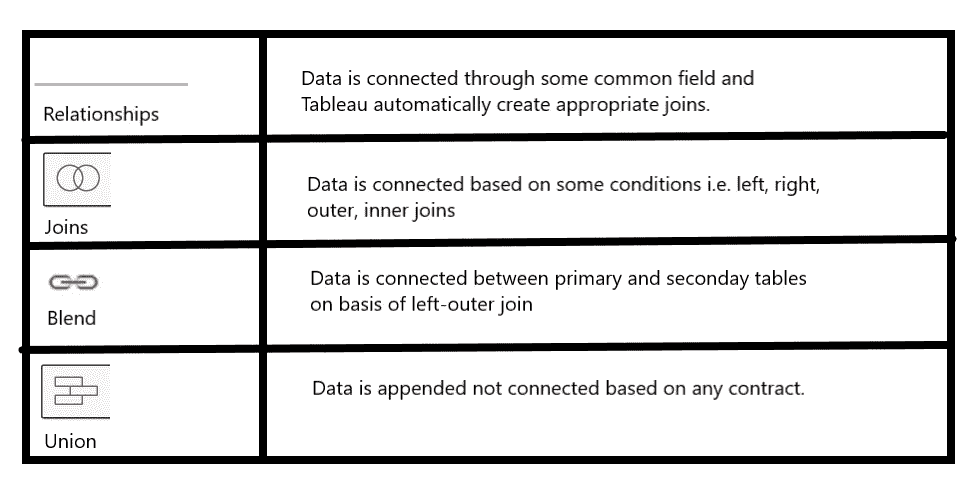 Relationships
Data is connected through some common field and
Tableau automatically create appropriate joins.
Joins
Data is connected based on some conditions i.e. left, right,
outer, inner joins
Blend
Data is connected between primary and seconday tables
on basis of left-outer join
Union
Data is appended not connected based on any contract.